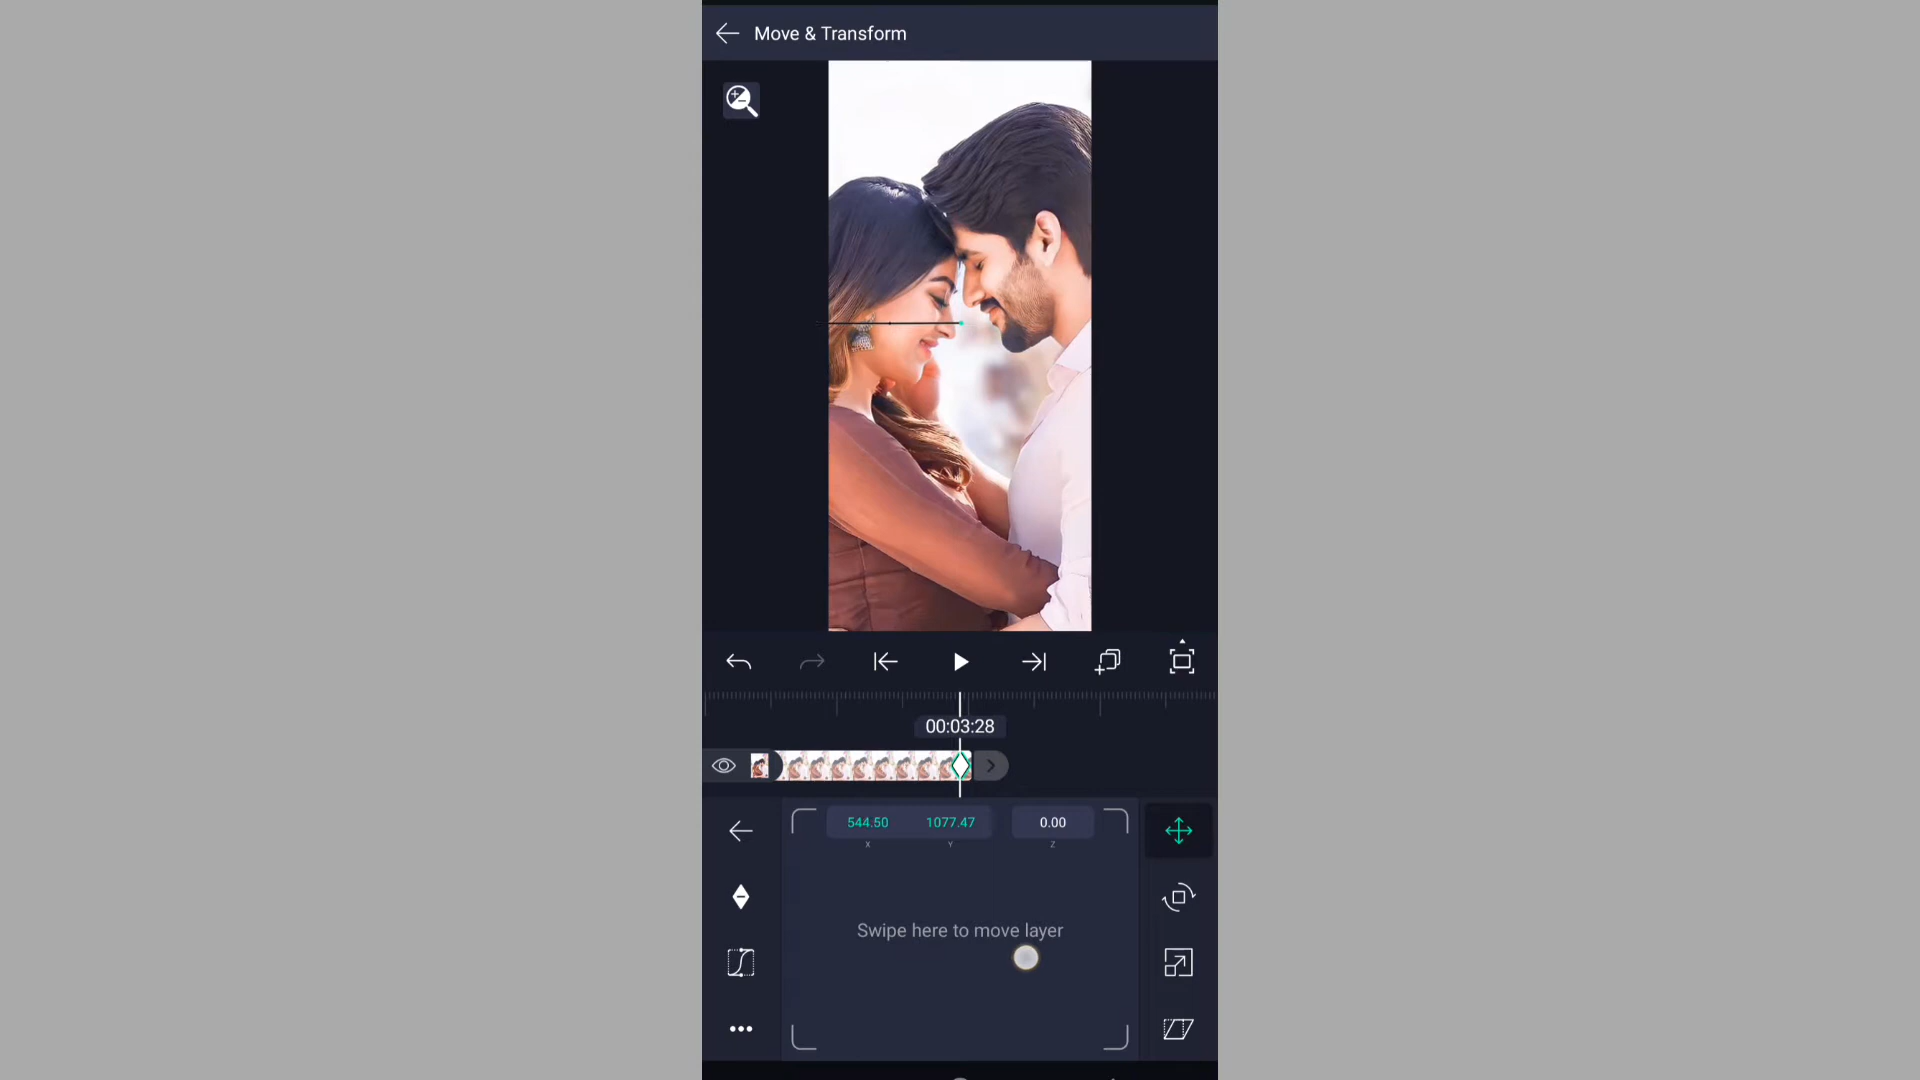 Move & Transform
00:03:28
544.50 1077.47 0.00
X Y Z
Swipe here to move layer